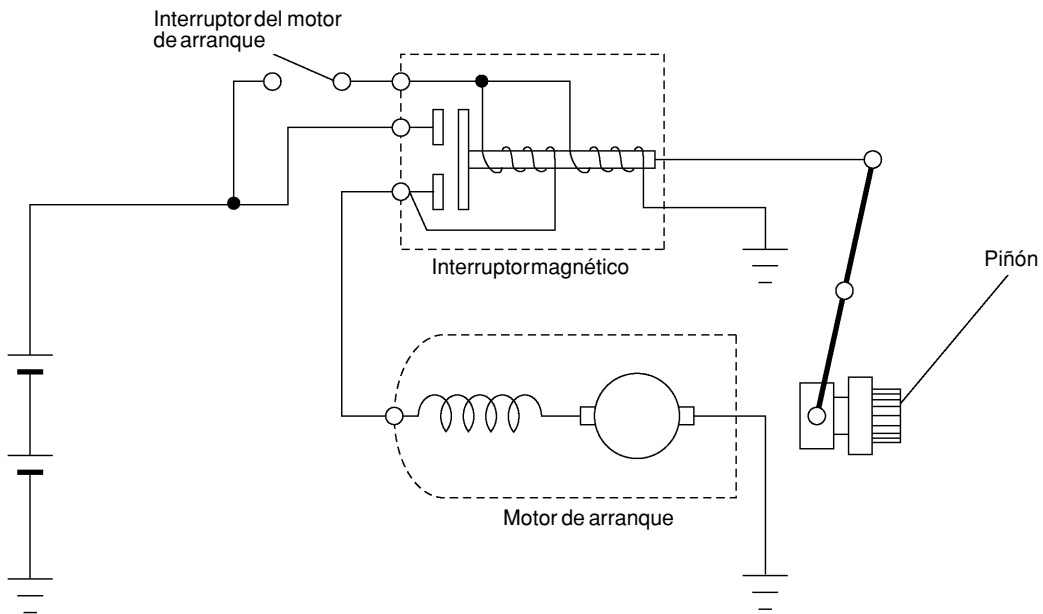 Interruptor del motor
de arranque
Interruptor magnético
Piñón
Motor de arranque